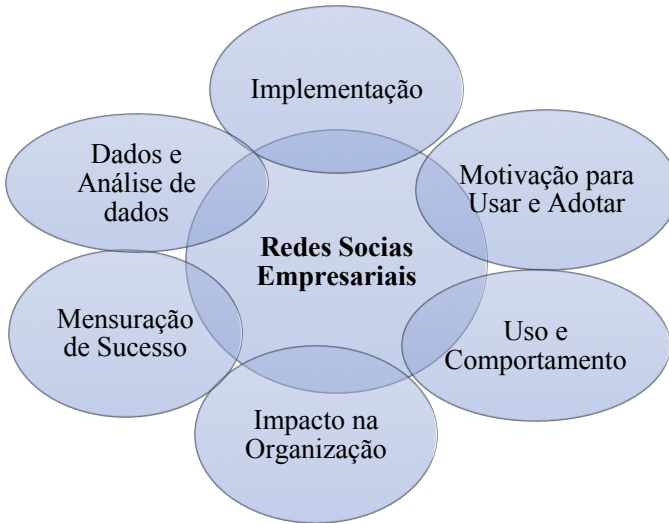 Implementação
Dados e
Análise de
dados
Motivação para
Usar e Adotar
Redes Socias
Empresariais
Mensuração
de Sucesso
Uso e
Comportamento
Impacto na
Organização